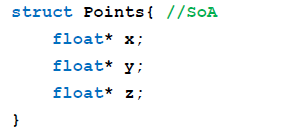 struct Points{ //SoA
    float* x;
    float* y;
    float* z;
}